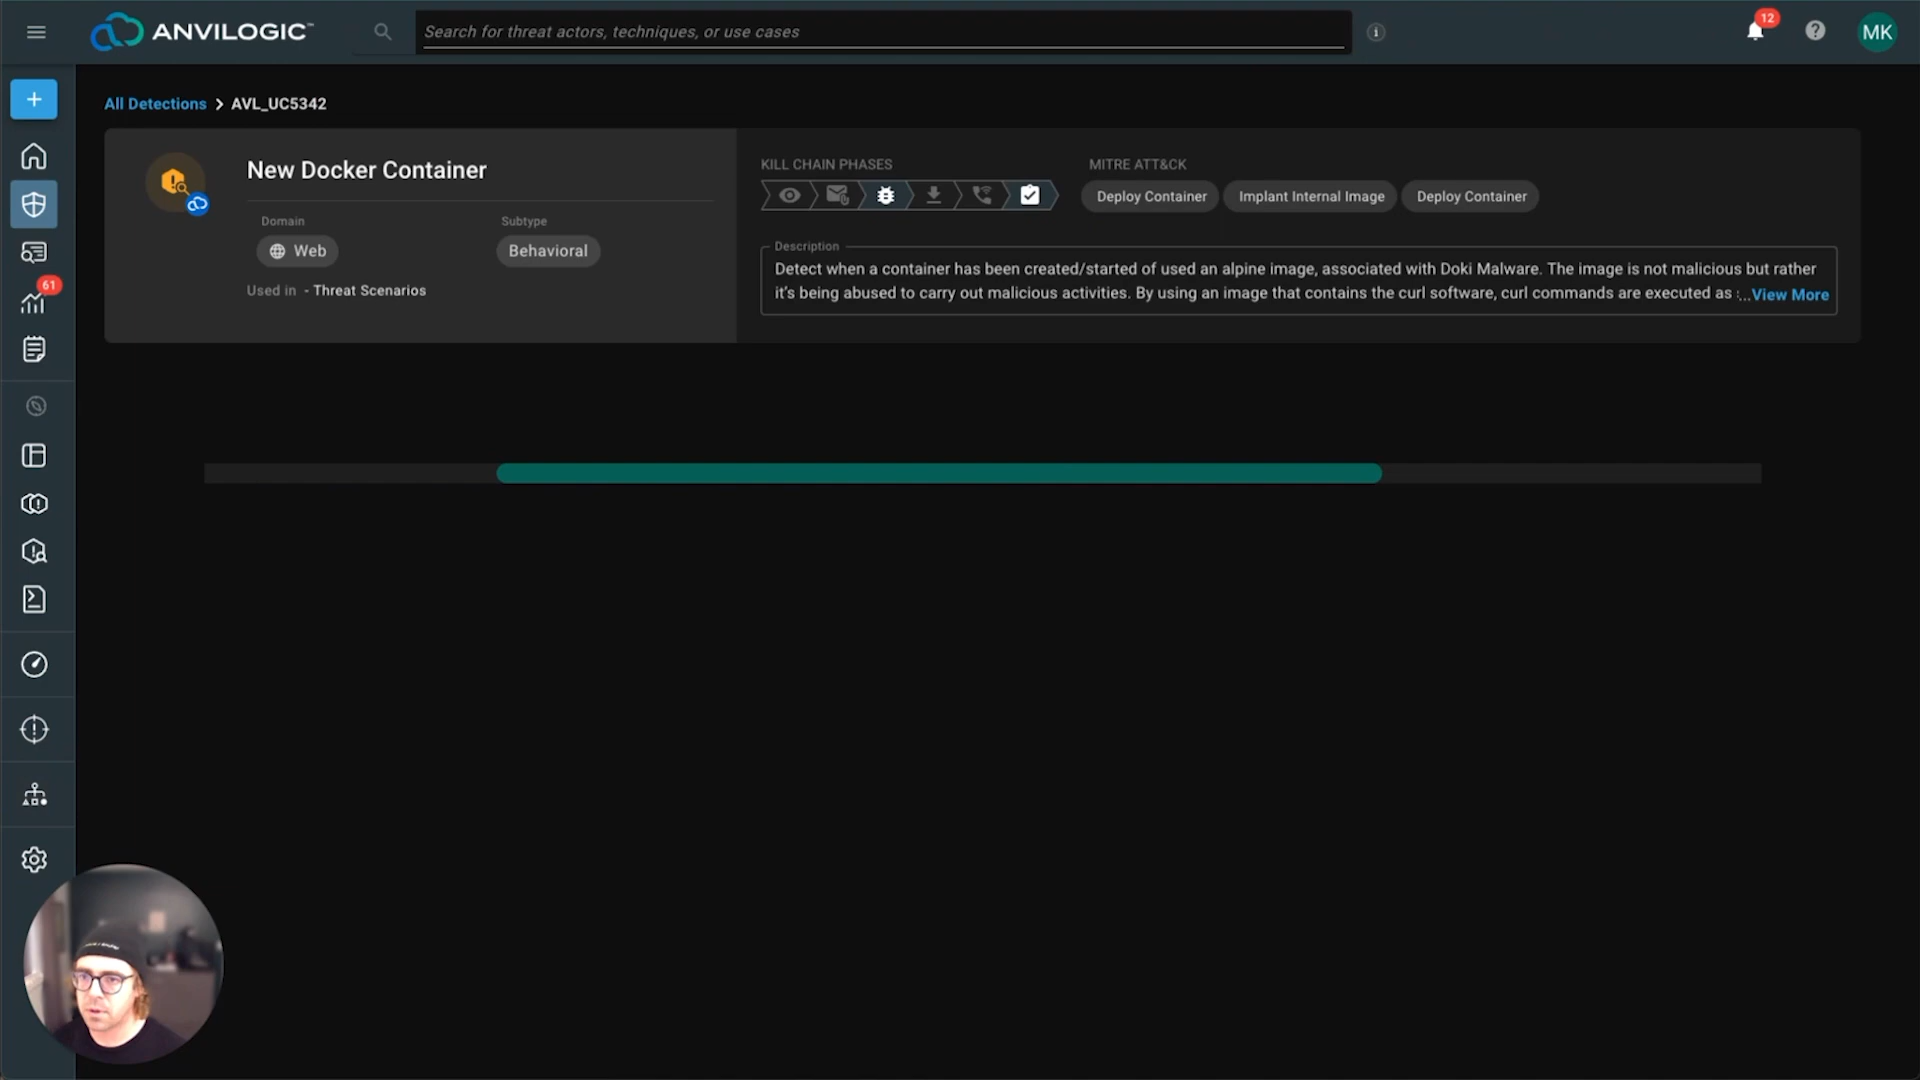 ANVILOGIC™
Search for threat actors, techniques, or use cases
12
MK
All Detections > AVL_UC5342
New Docker Container
Domain
Subtype
Web
Behavioral
Used in - Threat Scenarios
KILL CHAIN PHASES
MITRE ATT&CK
Deploy Container
Implant Internal Image
Deploy Container
Description
Detect when a container has been created/started of used an alpine image, associated with Doki Malware. The image is not malicious but rather
it's being abused to carry out malicious activities. By using an image that contains the curl software, curl commands are executed as ...View More
61